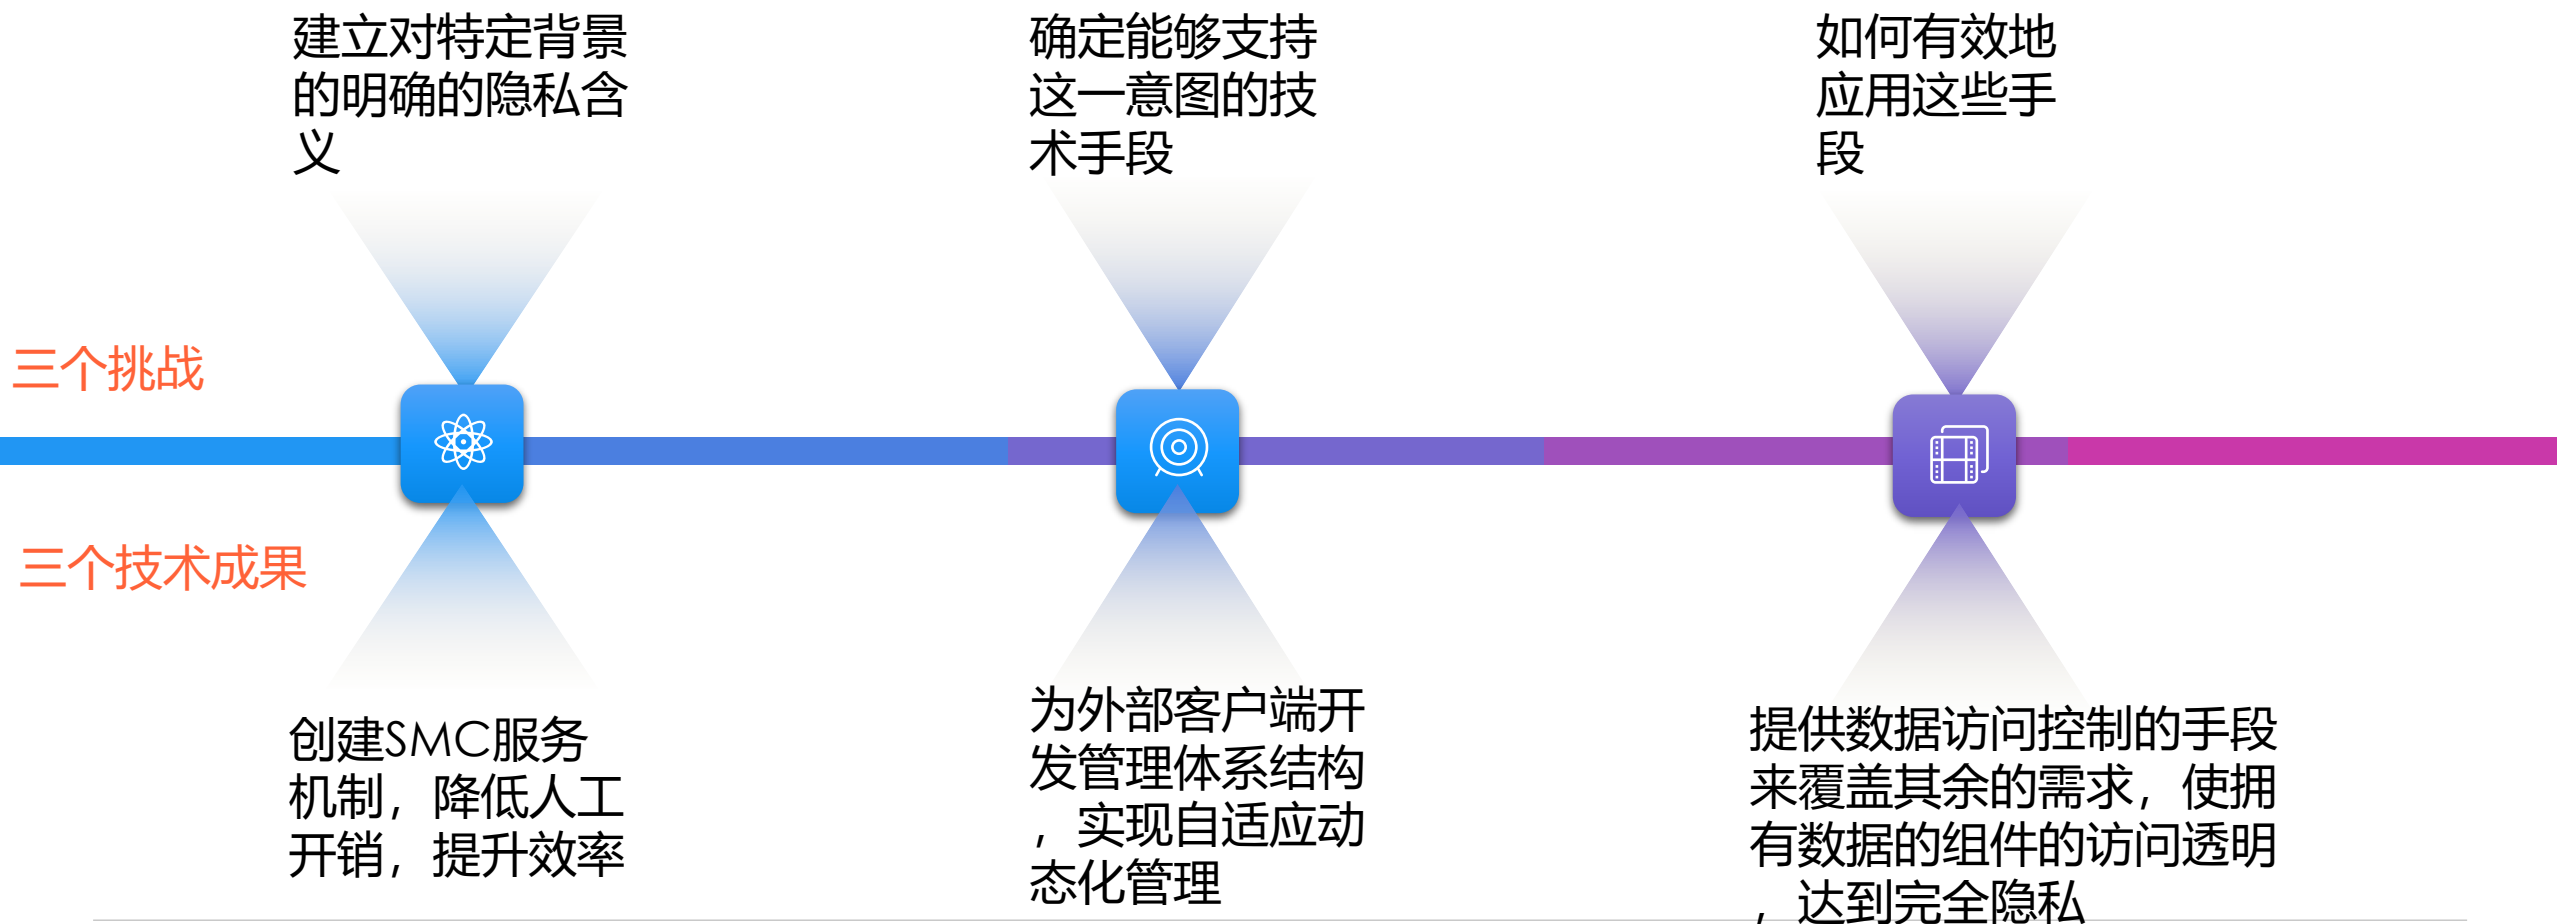 建立对特定背景
的明确的隐私含
义
确定能够支持
这一意图的技
术手段
如何有效地
应用这些手
段
三个挑战
三个技术成果
创建SMC服务
机制，降低人工
开销，提升效率
为外部客户端开
发管理体系结构
，实现自适应动
态化管理
提供数据访问控制的手段
来覆盖其余的需求，使拥
有数据的组件的访问透明
，达到完全隐私